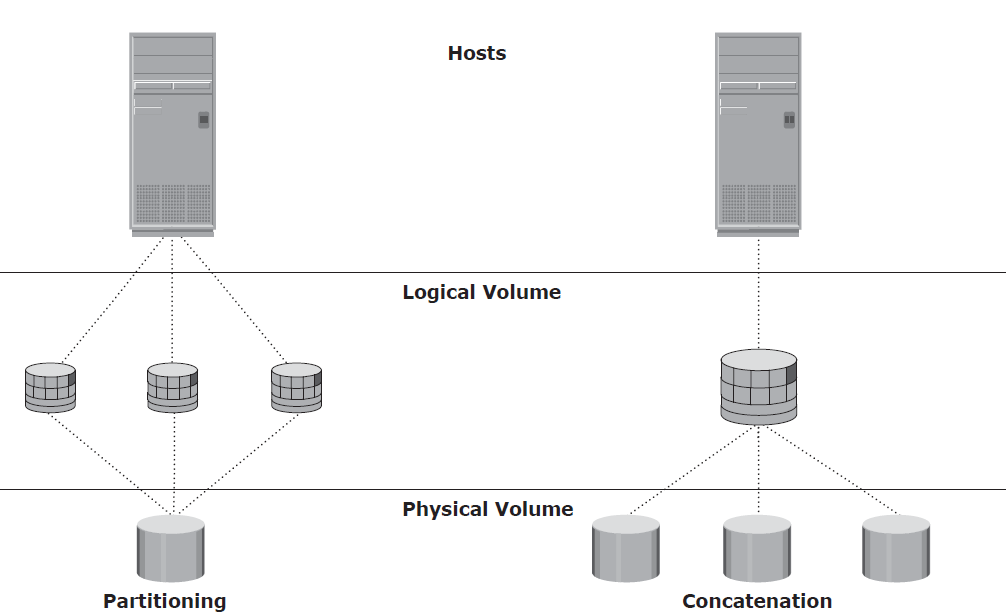 Hosts
Logical Volume
Physical Volume
Partitioning
Concatenation